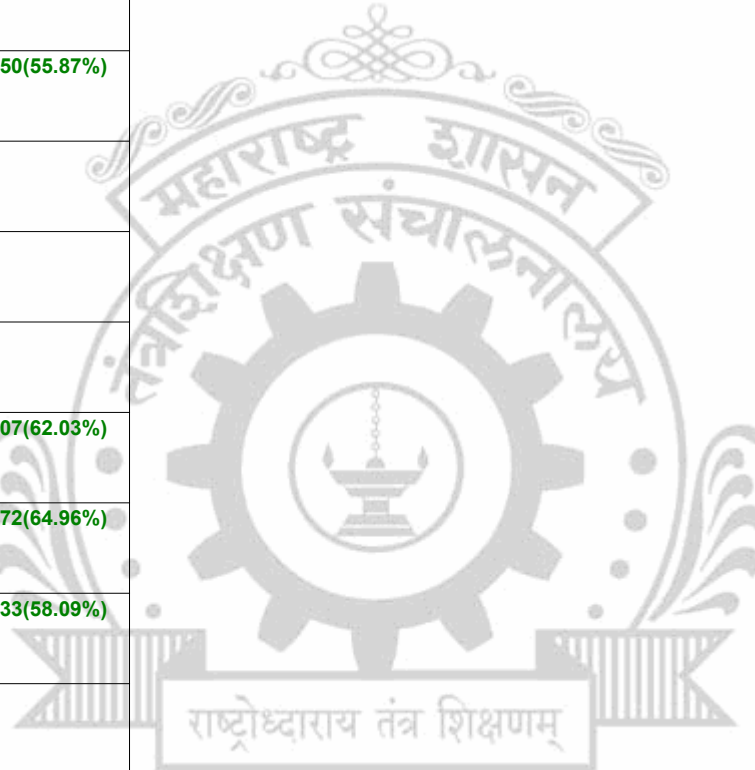 50(55.87%)
महाराष्ट्र शासन
तंत्रशिक्षण संचालनालय
07(62.03%)
72(64.96%)
33(58.09%)
राष्ट्रोध्दाराय तंत्र शिक्षणम्